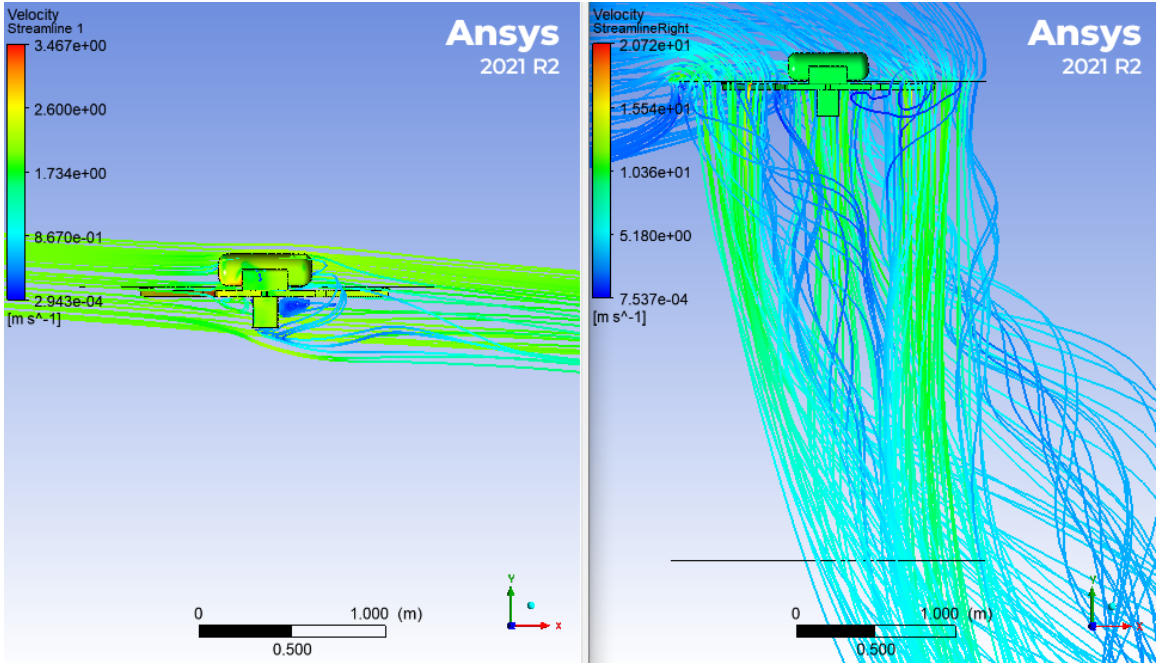 Velocity
Streamline 1
3.467e+00
2.600e+00
1.734e+00
8.670e-01
2.943e-04
[m s^-1]
Ansys
2021 R2
0
1.000 (m)
0.500
Y
X
Velocity
StreamlineRight
2.072e+01
1.554e+01
1.036e+01
5.180e+00
7.537e-04
[m s^-1]
Ansys
2021 R2
0
1.000 (m)
0.500
Y
X